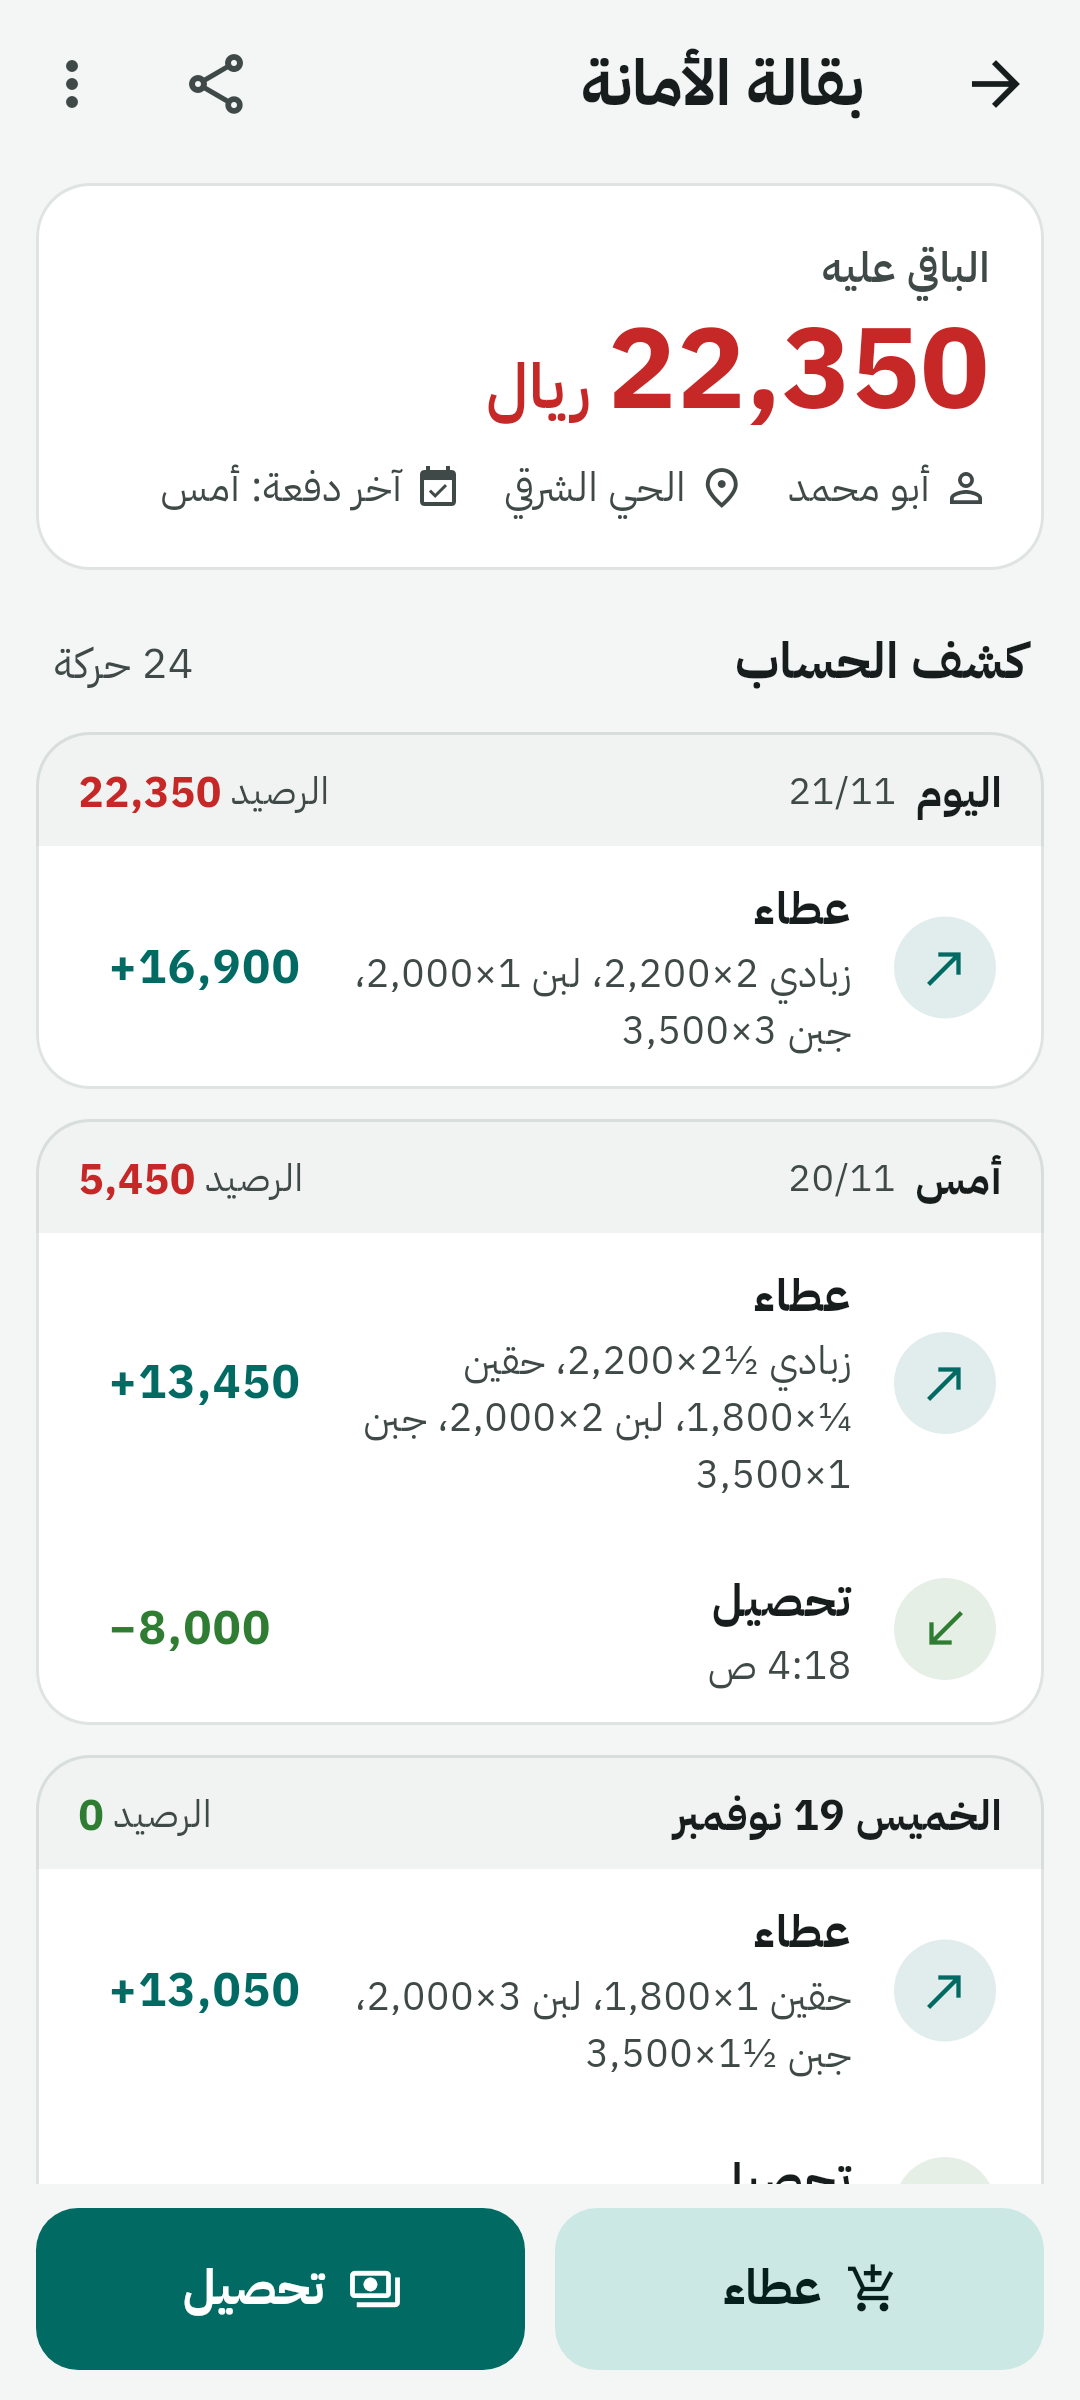 بقالة الأمانة
الباقي عليه
22,350 ريال
أبو محمد الحي الشرقي آخر دفعة: أمس
كشف الحساب 24 حركة
اليوم 21/11 الرصيد 22,350
عطاء
زبادي 2×2,200، لبن 1×2,000،
جبن 3×3,500
+16,900
أمس 20/11 الرصيد 5,450
عطاء
زبادي ½2×2,200، حقين
¼×1,800، لبن 2×2,000، جبن
1×3,500
+13,450
تحصيل
4:18 ص
−8,000
الخميس 19 نوفمبر الرصيد 0
عطاء
حقين 1×1,800، لبن 3×2,000،
جبن ½1×3,500
+13,050
تحصيل
عطاء
تحصيل